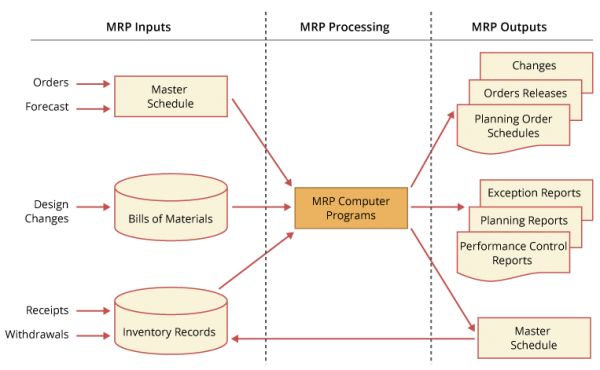 MRP Inputs
MRP Processing
MRP Outputs
Orders
Forecast
Master
Schedule
Design
Changes
Bills of Materials
Receipts
Withdrawals
Inventory Records
MRP Computer
Programs
Changes
Orders Releases
Planning Order
Schedules
Exception Reports
Planning Reports
Performance Control
Reports
Master
Schedule